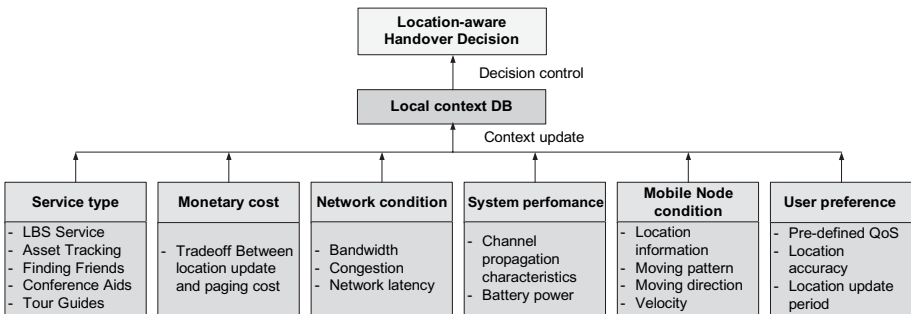 Location-aware
Handover Decision
Decision control
Local context DB
Context update
Service type
- LBS Service
- Asset Tracking
- Finding Friends
- Conference Aids
- Tour Guides
Monetary cost
- Tradeoff Between
location update
and paging cost
Network condition
- Bandwidth
- Congestion
- Network latency
System perfomance
- Channel
propagation
characteristics
- Battery power
Mobile Node
condition
- Location
information
- Moving pattern
- Moving direction
- Velocity
User preference
- Pre-defined QoS
- Location
accuracy
- Location update
period